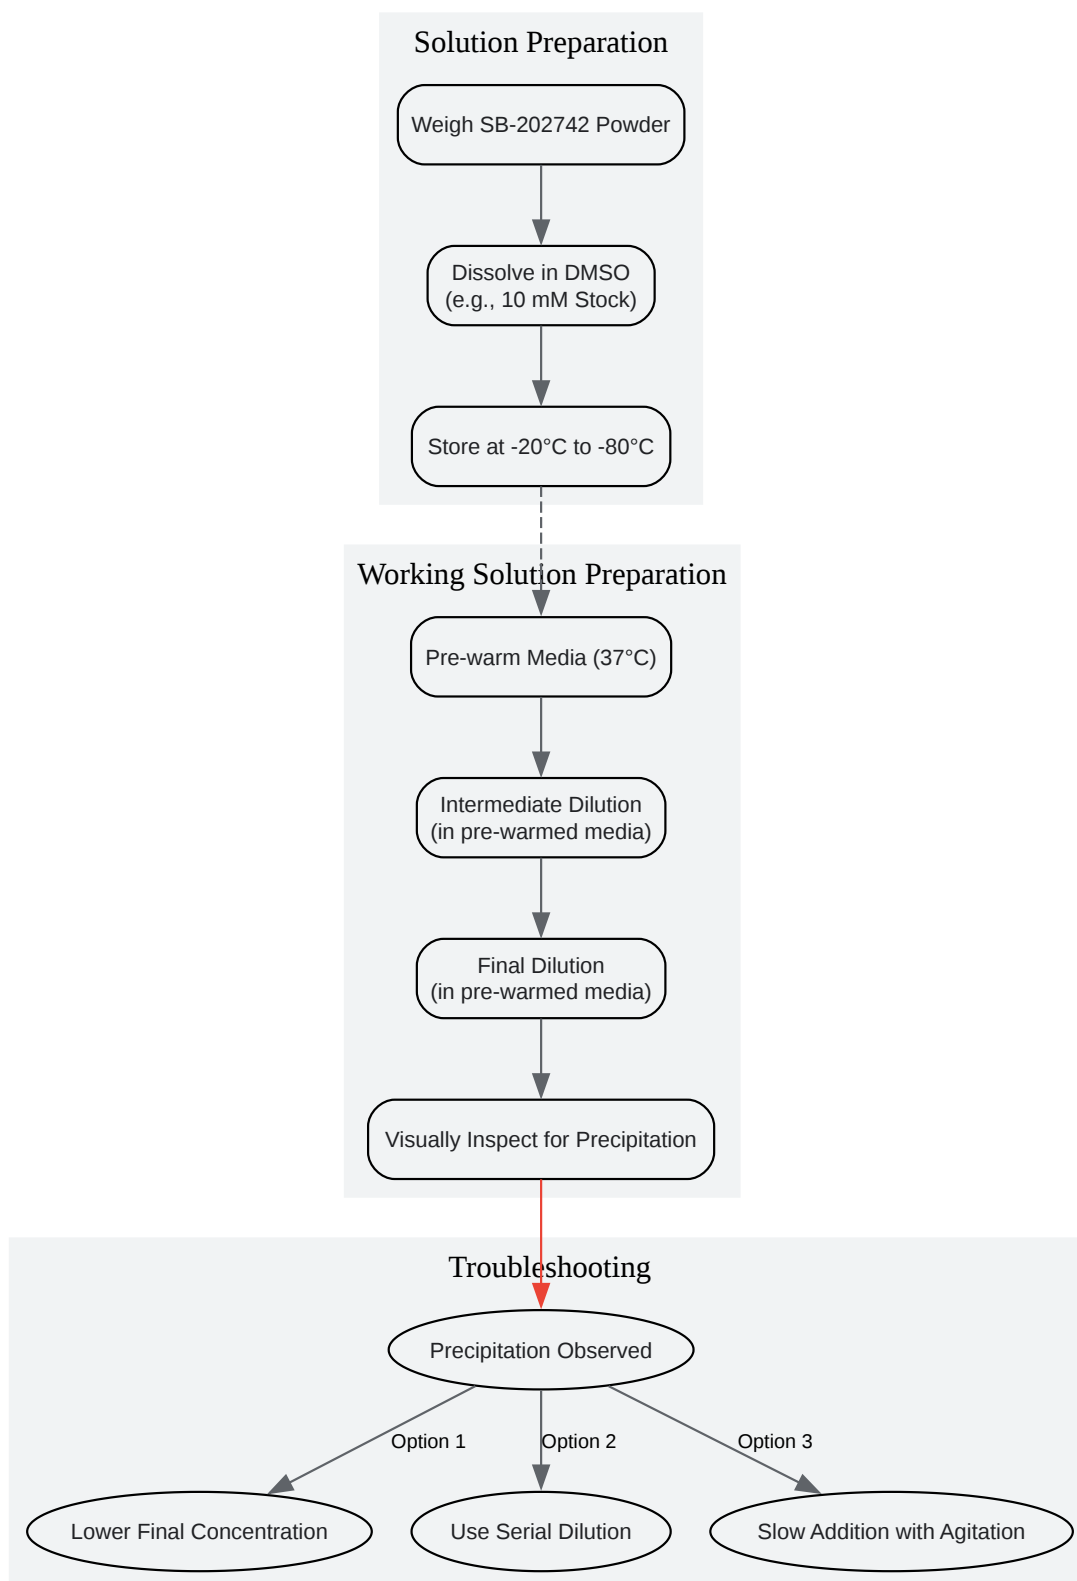 Solution Preparation
Weigh SB-202742 Powder
Dissolve in DMSO
(e.g., 10 mM Stock)
Store at -20°C to -80°C
Working Solution Preparation
Pre-warm Media (37°C)
Intermediate Dilution
(in pre-warmed media)
Final Dilution
(in pre-warmed media)
Visually Inspect for Precipitation
Troubleshooting
Precipitation Observed
Option 1
Option 2
Option 3
Lower Final Concentration
Use Serial Dilution
Slow Addition with Agitation